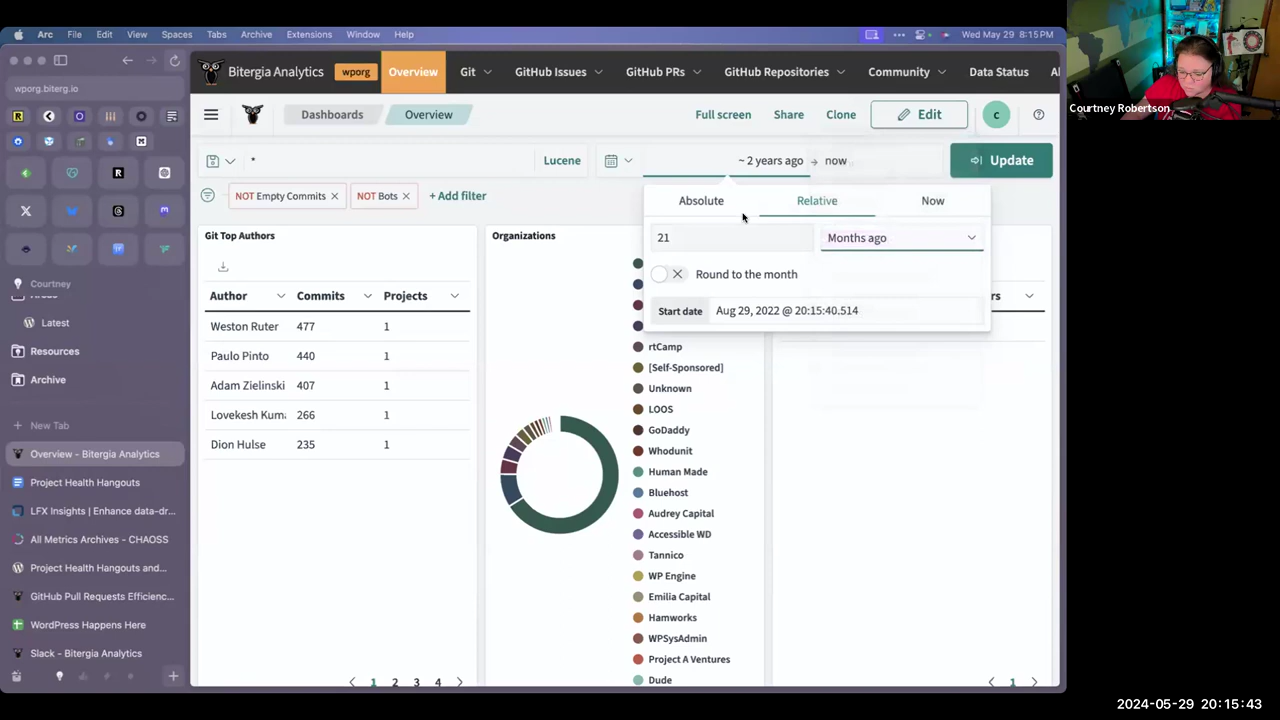 Arc File Edit View Spaces Tabs Archive Extensions Window Help
Wed May 29 8:15 PM
wporg.biterg.io
Courtney
Latest
Resources
Archive
New Tab
Overview - Bitergia Analytics
Project Health Hangouts
LFX Insights | Enhance data-dr...
All Metrics Archives - CHAOSS
Project Health Hangouts and...
GitHub Pull Requests Efficienc...
WordPress Happens Here
Slack - Bitergia Analytics
Bitergia Analytics wporg Overview Git GitHub Issues GitHub PRs GitHub Repositories Community Data Status
Dashboards Overview Full screen Share Clone Edit c
* Lucene ~ 2 years ago → now Update
NOT Empty Commits NOT Bots + Add filter
Absolute Relative Now
21 Months ago
Round to the month
Start date Aug 29, 2022 @ 20:15:40.514
Git Top Authors
Author Commits Projects
Weston Ruter 477 1
Paulo Pinto 440 1
Adam Zielinski 407 1
Lovekesh Kum 266 1
Dion Hulse 235 1
1 2 3 4
Organizations
rtCamp
[Self-Sponsored]
Unknown
LOOS
GoDaddy
Whodunit
Human Made
Bluehost
Audrey Capital
Accessible WD
Tannico
WP Engine
Emilia Capital
Hamworks
WPSysAdmin
Project A Ventures
Dude
1
Courtney Robertson
2024-05-29 20:15:43